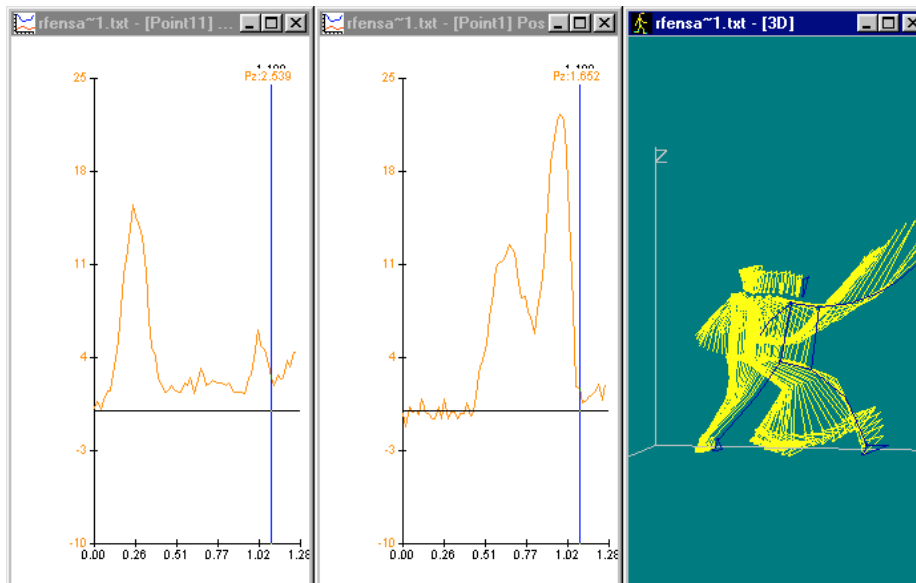 rfensa~1.txt - [Point11] ...
Pz:2.539
25
18
11
4
-3
-10
0.00 0.26 0.51 0.77 1.02 1.28
rfensa~1.txt - [Point1] Pos
Pz:1.652
25
18
11
4
-3
-10
0.00 0.26 0.51 0.77 1.02 1.28
rfensa~1.txt - [3D]
Z